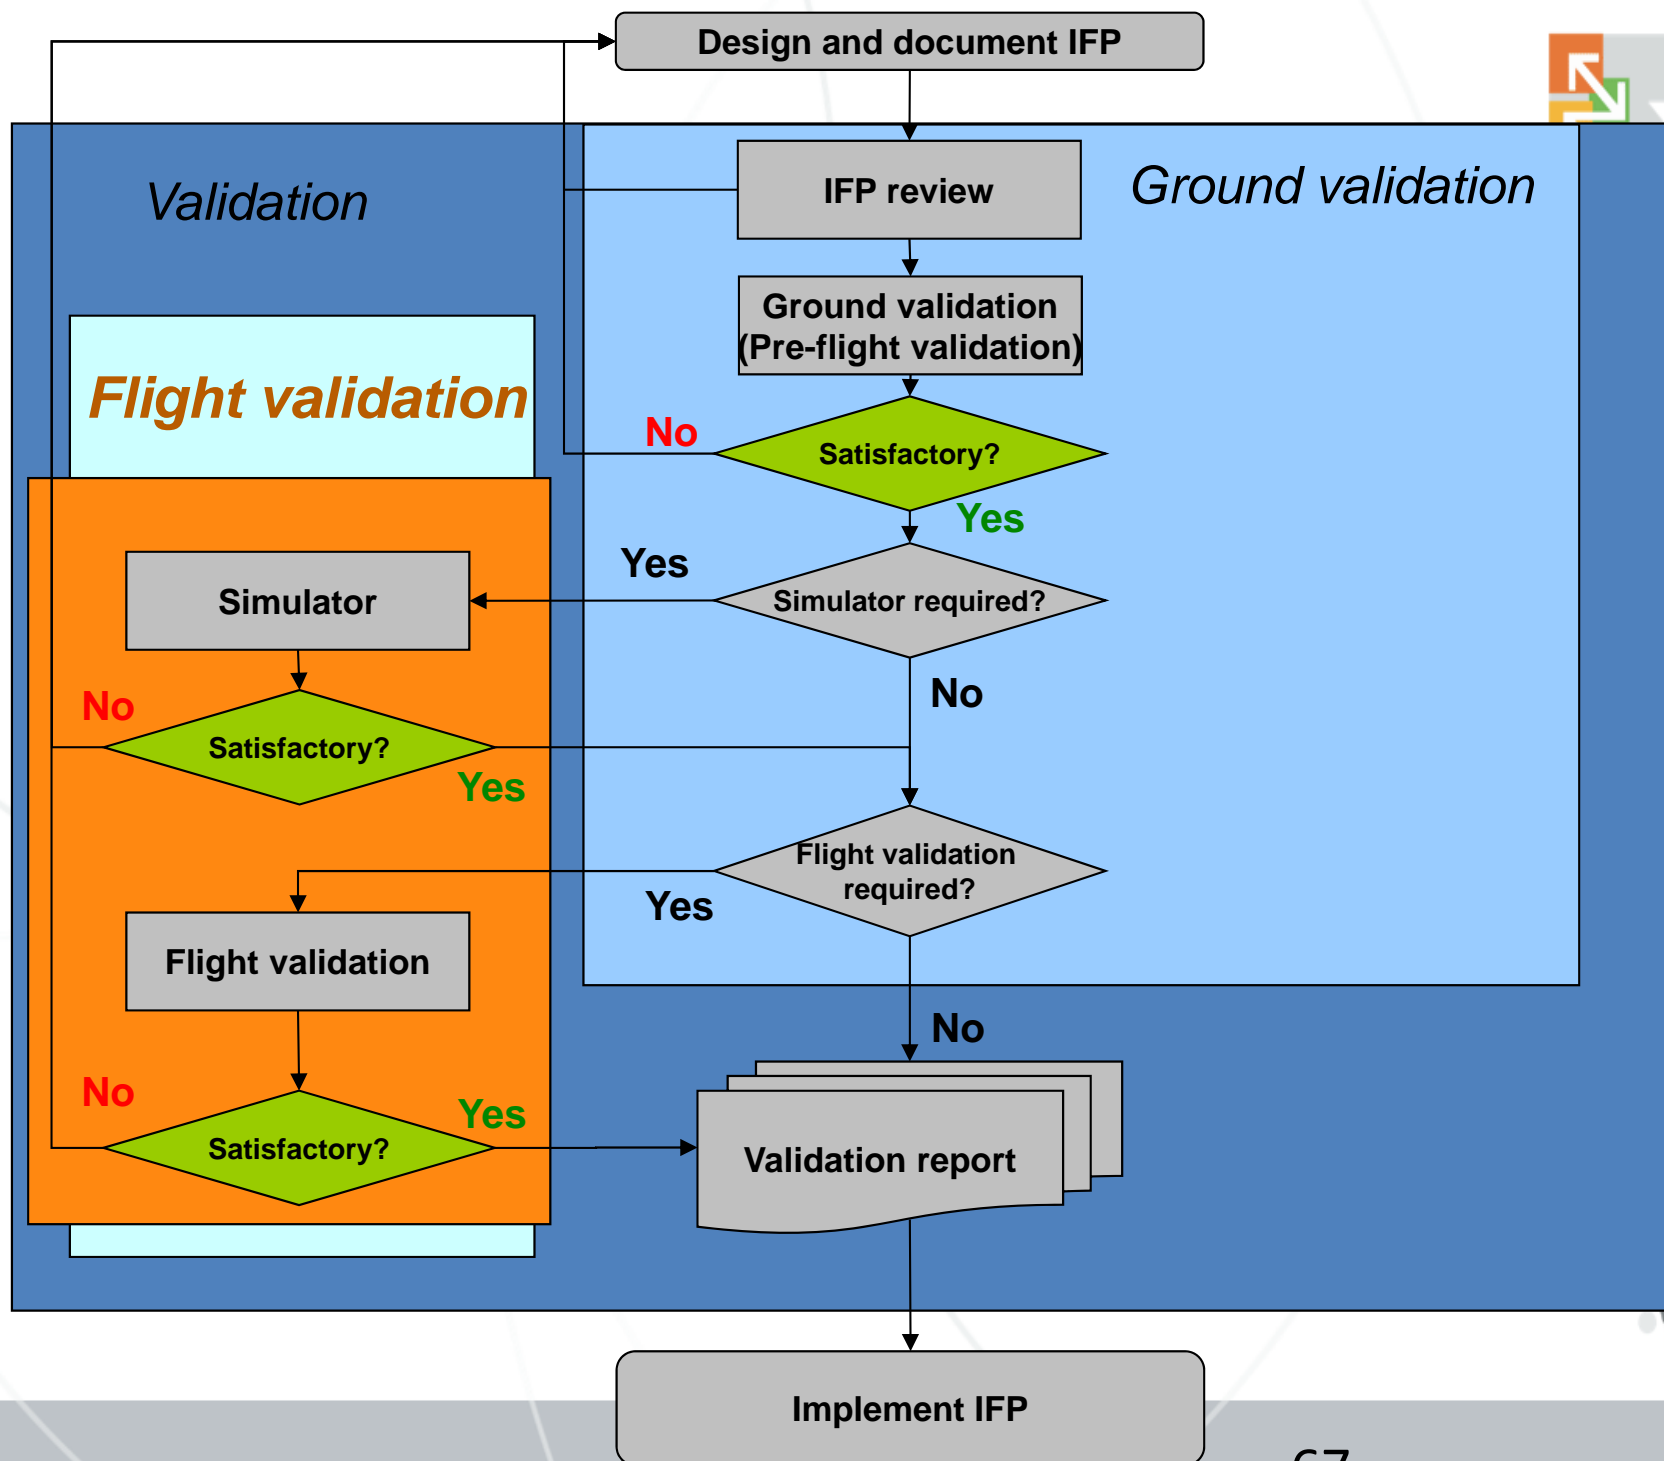 Design and document IFP
Validation
Ground validation
IFP review
Ground validation
(Pre-flight validation)
Flight validation
No
Satisfactory?
Yes
Yes
Simulator
Simulator required?
No
No
Satisfactory?
Yes
Flight validation
required?
Yes
Flight validation
No
No
Yes
Satisfactory?
Validation report
Implement IFP